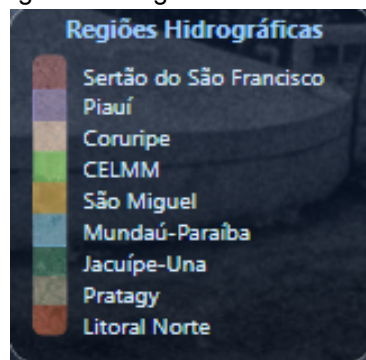 Regiões Hidrográficas
Sertão do São Francisco
Piauí
Coruripe
CELMM
São Miguel
Mundaú-Paraíba
Jacuípe-Una
Pratagy
Litoral Norte